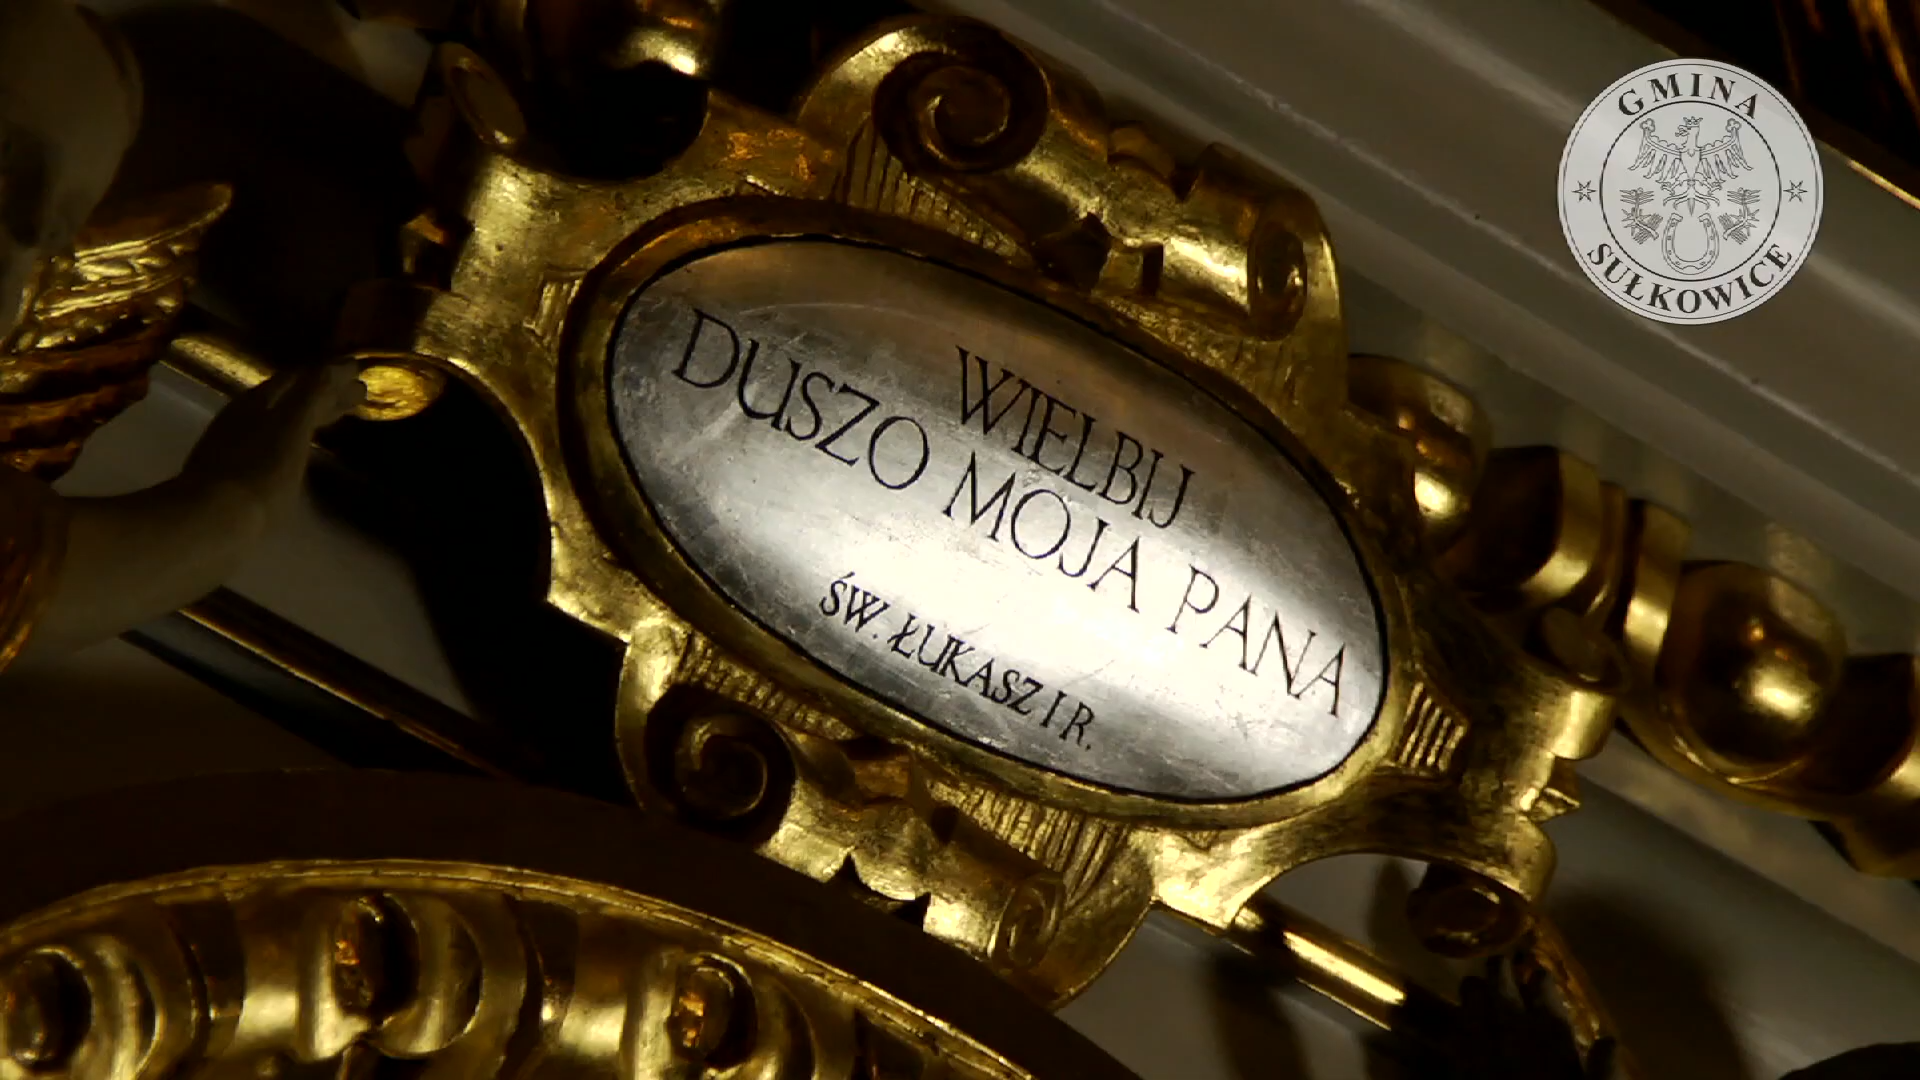 WIELBIJ
DUSZO MOJA PANA
ŚW. ŁUKASZ I R.
GMINA
SUŁKOWICE